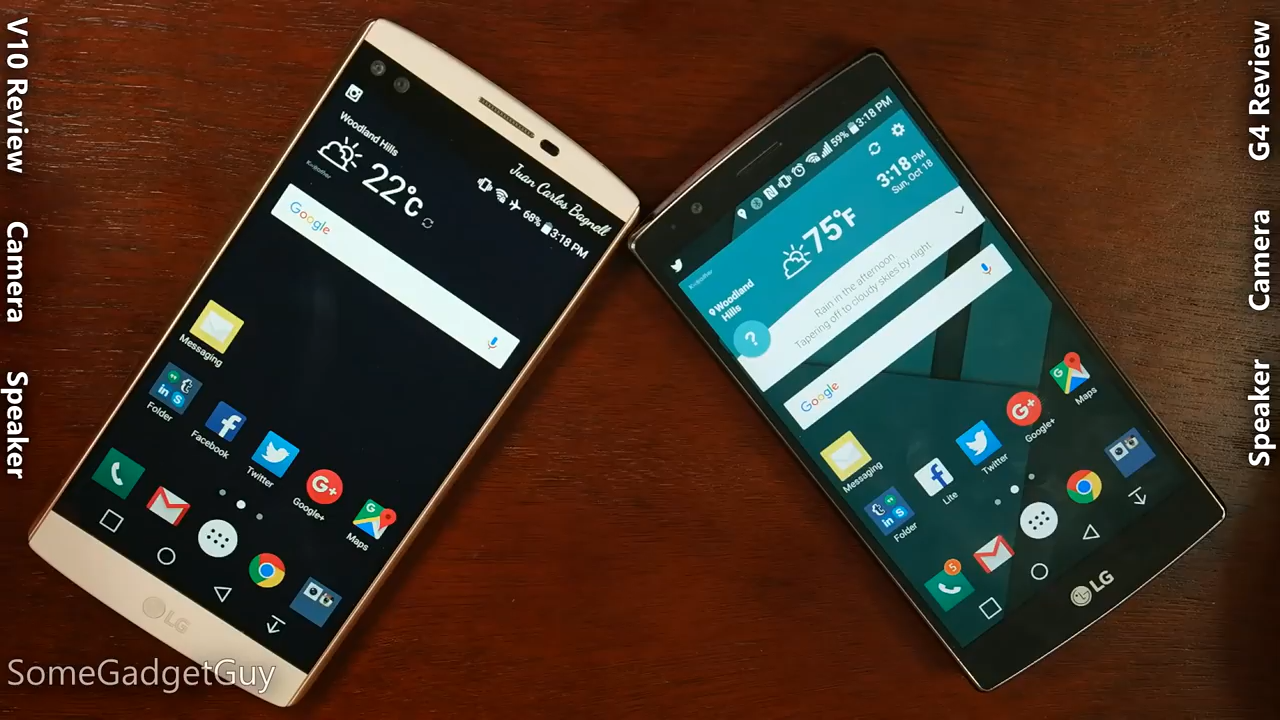 V10 Review
Camera
Speaker
Woodland Hills
22°C
Juan Carlos Bagnell
68% 3:18 PM
Google
Messaging
Folder
Facebook
Twitter
Google+
Maps
LG
SomeGadgetGuy
59% 3:18 PM
3:18 PM
Sun, Oct 18
75°F
Woodland
Hills
?
Rain in the afternoon
Tapering off to cloudy skies by night
Google
Messaging
Folder
Lite
Twitter
Google+
Maps
5
LG
G4 Review
Camera
Speaker